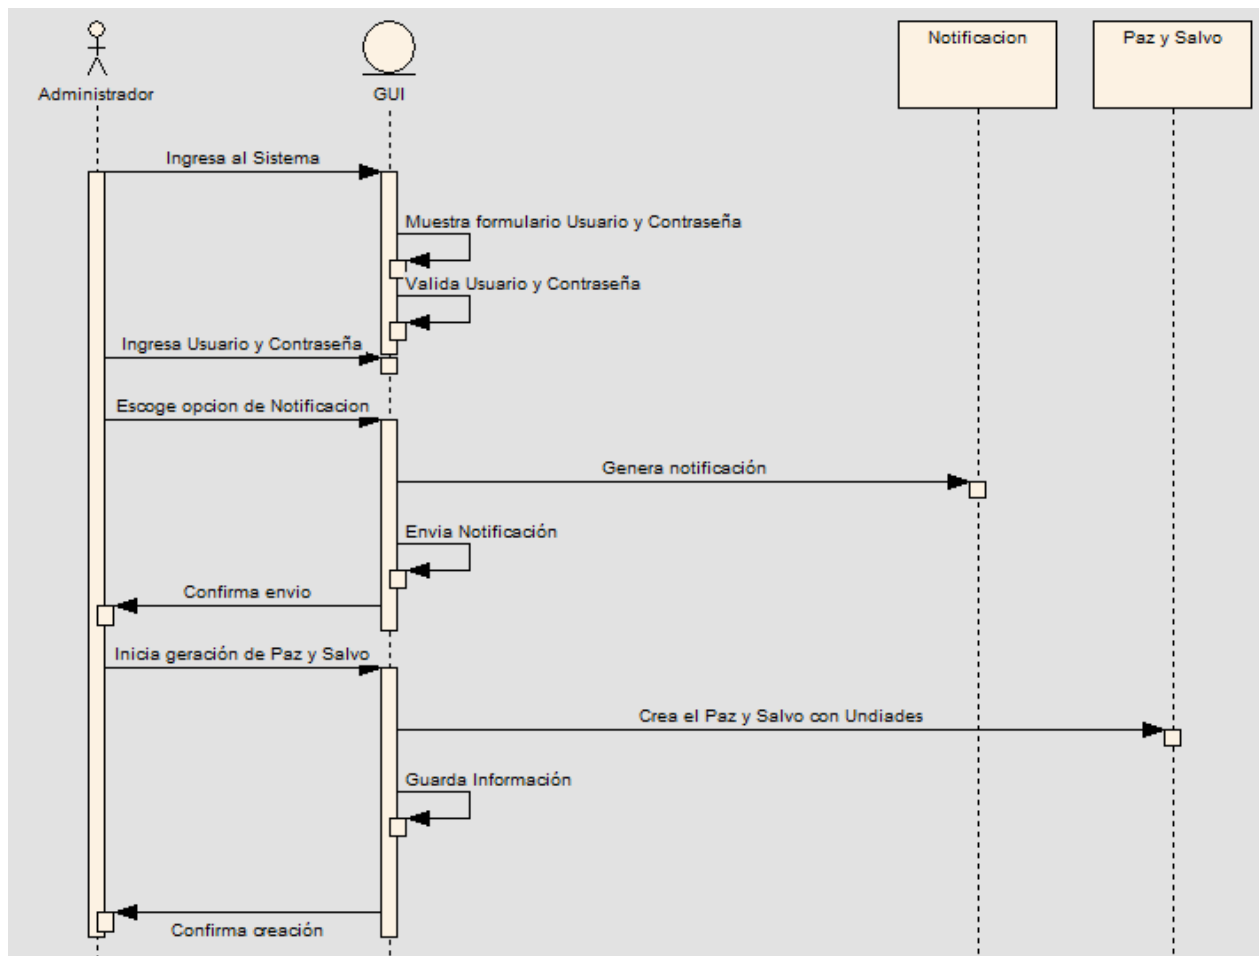 Administrador
GUI
Notificacion
Paz y Salvo
Ingresa al Sistema
Muestra formulario Usuario y Contraseña
Valida Usuario y Contraseña
Ingresa Usuario y Contraseña
Escoge opcion de Notificacion
Genera notificación
Envia Notificación
Confirma envio
Inicia geración de Paz y Salvo
Crea el Paz y Salvo con Undiades
Guarda Información
Confirma creación